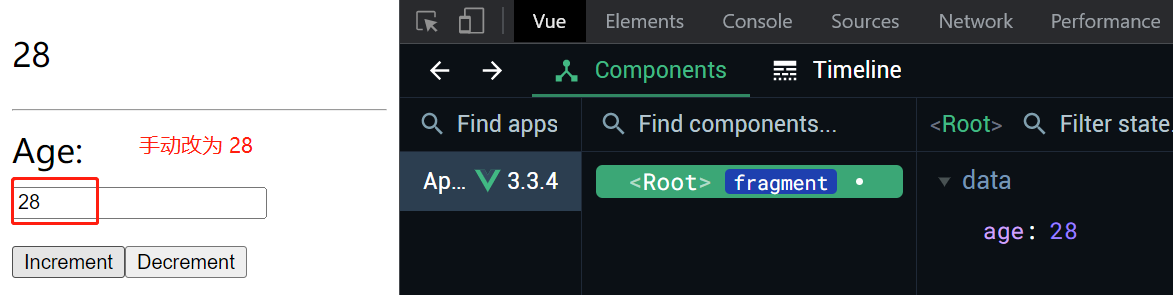 28
Age:
手动改为 28
28
Increment Decrement
Vue Elements Console Sources Network Performance
Components Timeline
Find apps
Ap... 3.3.4
Find components...
<Root> fragment
<Root> Filter state.
data
age: 28